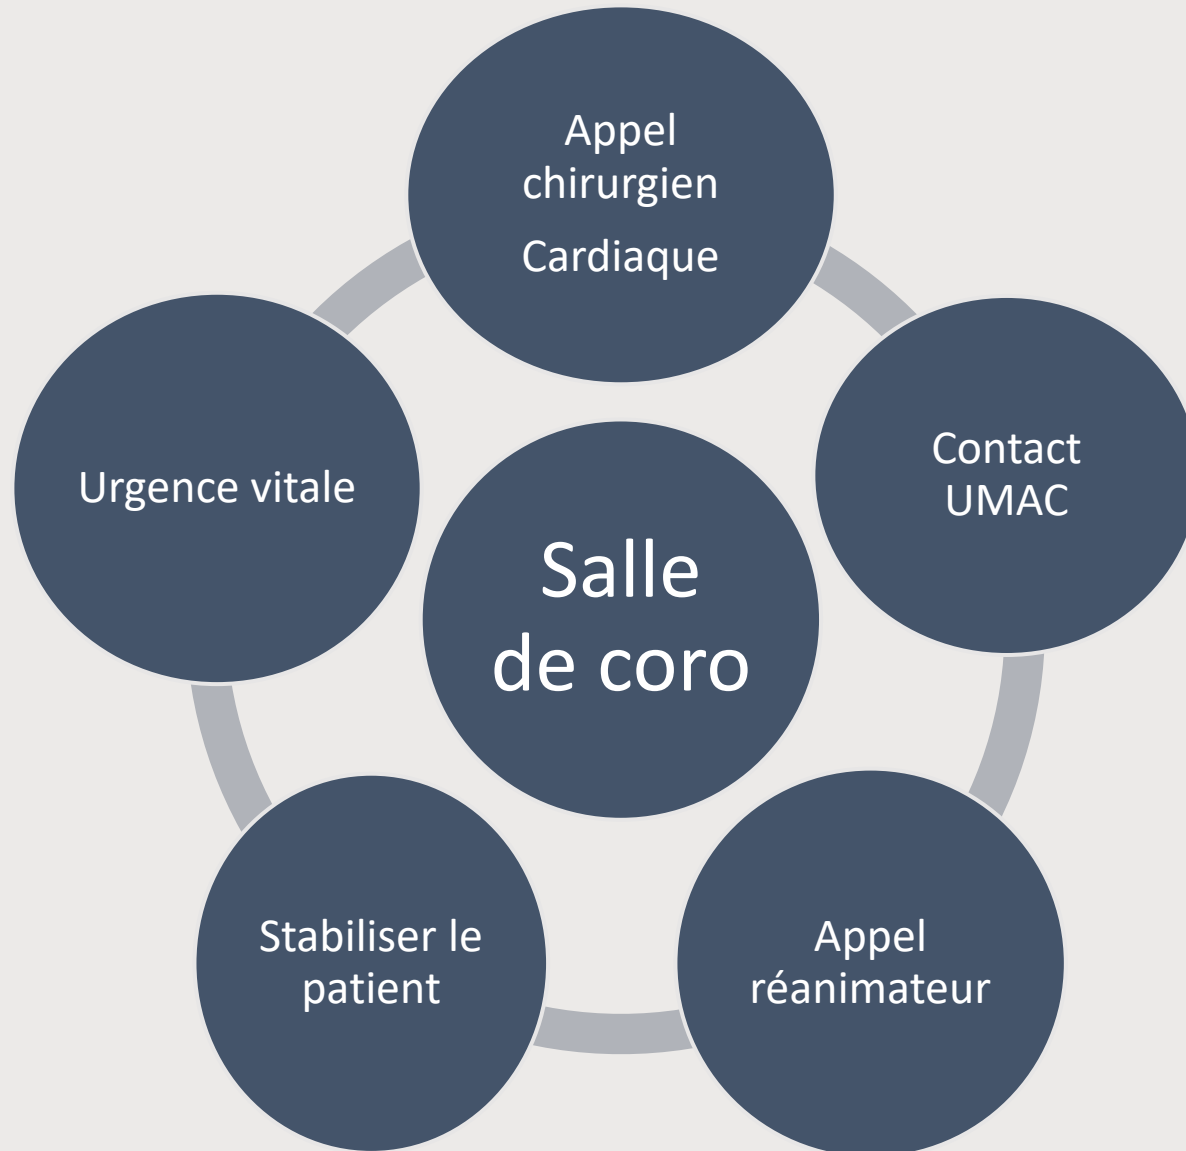 Appel
chirurgien
Cardiaque
Contact
UMAC
Urgence vitale
Salle
de coro
Stabiliser le
patient
Appel
réanimateur